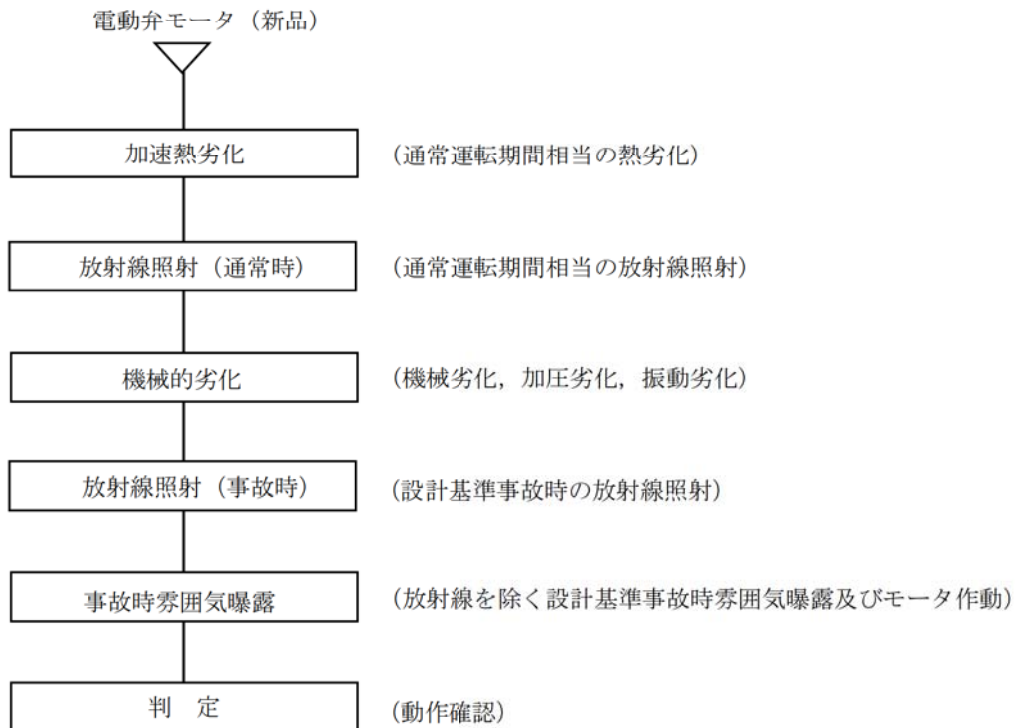 電動弁モータ（新品）
加速熱劣化
（通常運転期間相当の熱劣化）
放射線照射（通常時）
（通常運転期間相当の放射線照射）
機械的劣化
（機械劣化，加圧劣化，振動劣化）
放射線照射（事故時）
（設計基準事故時の放射線照射）
事故時雰囲気曝露
（放射線を除く設計基準事故時雰囲気曝露及びモータ作動）
判　定
（動作確認）